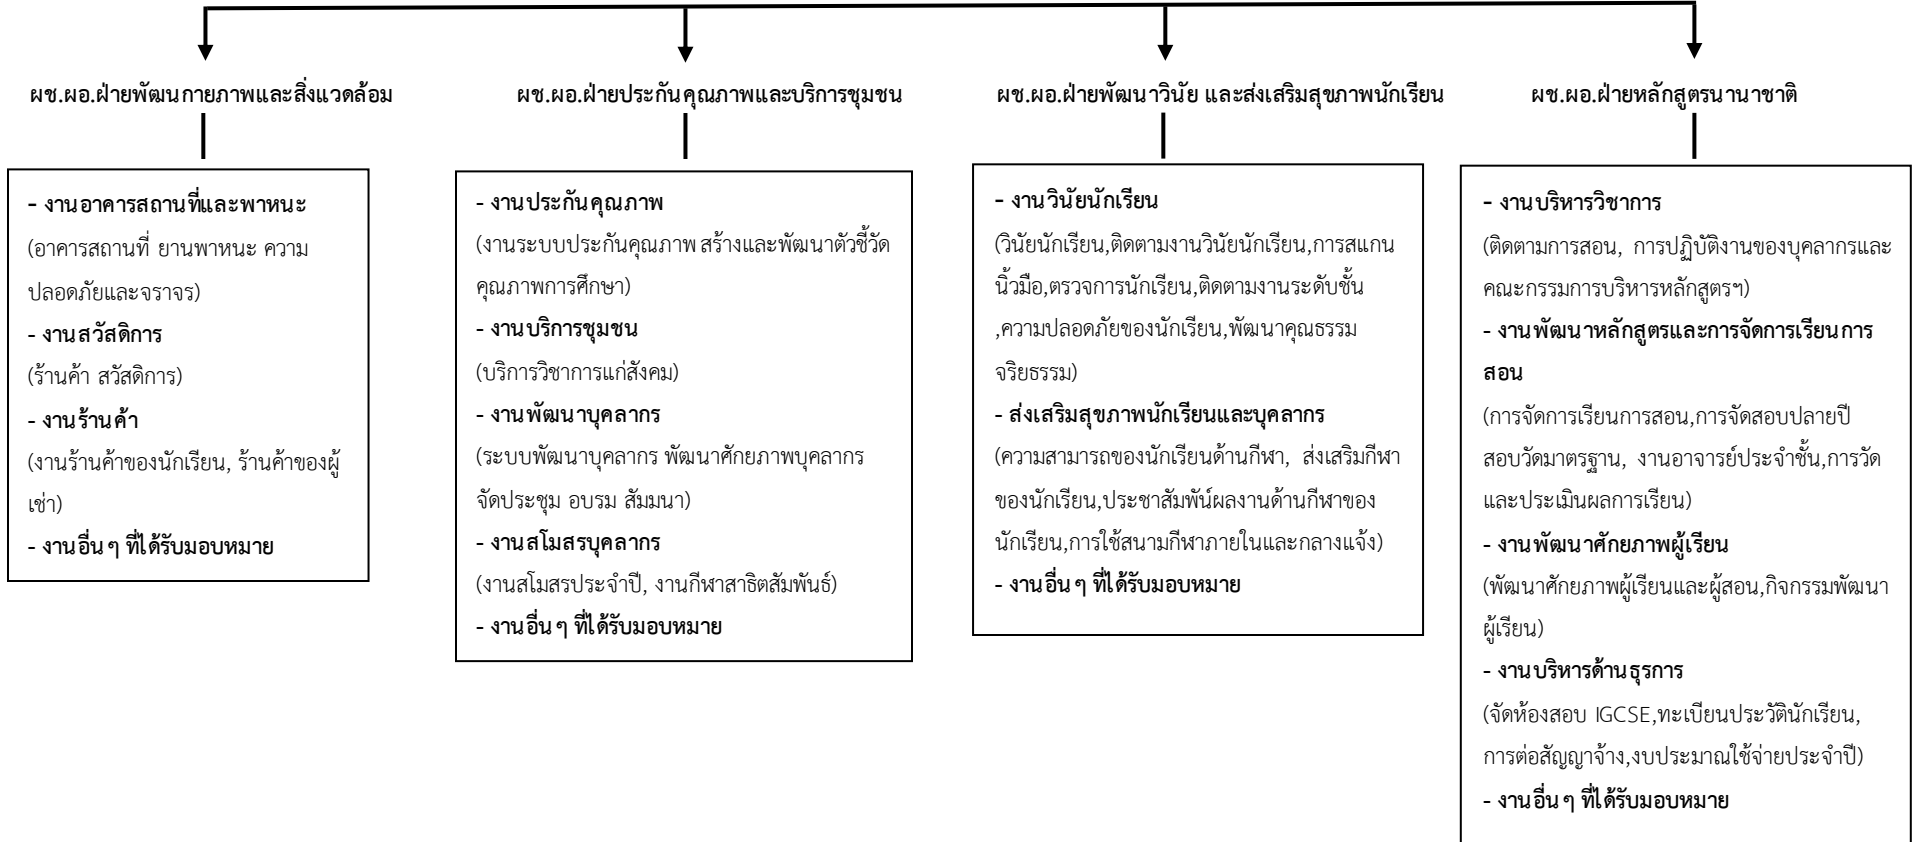 ผช.ผอ.ฝ่ายพัฒนกายภาพและสิ่งแวดล้อม
- งานอาคารสถานที่และพาหนะ
(อาคารสถานที่ ยานพาหนะ ความ
ปลอดภัยและจราจร)
- งานสวัสดิการ
(ร้านค้า สวัสดิการ)
- งานร้านค้า
(งานร้านค้าของนักเรียน, ร้านค้าของผู้
เช่า)
- งานอื่น ๆ ที่ได้รับมอบหมาย
ผช.ผอ.ฝ่ายประกันคุณภาพและบริการชุมชน
- งานประกันคุณภาพ
(งานระบบประกันคุณภาพ สร้างและพัฒนาตัวชี้วัด
คุณภาพการศึกษา)
- งานบริการชุมชน
(บริการวิชาการแก่สังคม)
- งานพัฒนาบุคลากร
(ระบบพัฒนาบุคลากร พัฒนาศักยภาพบุคลากร
จัดประชุม อบรม สัมมนา)
- งานสโมสรบุคลากร
(งานสโมสรประจำปี, งานกีฬาสาธิตสัมพันธ์)
- งานอื่น ๆ ที่ได้รับมอบหมาย
ผช.ผอ.ฝ่ายพัฒนาวินัย และส่งเสริมสุขภาพนักเรียน
- งานวินัยนักเรียน
(วินัยนักเรียน,ติดตามงานวินัยนักเรียน,การสแกน
นิ้วมือ,ตรวจการนักเรียน,ติดตามงานระดับชั้น
,ความปลอดภัยของนักเรียน,พัฒนาคุณธรรม
จริยธรรม)
- ส่งเสริมสุขภาพนักเรียนและบุคลากร
(ความสามารถของนักเรียนด้านกีฬา, ส่งเสริมกีฬา
ของนักเรียน,ประชาสัมพัน์ผลงานด้านกีฬาของ
นักเรียน,การใช้สนามกีฬาภายในและกลางแจ้ง)
- งานอื่น ๆ ที่ได้รับมอบหมาย
ผช.ผอ.ฝ่ายหลักสูตรนานาชาติ
- งานบริหารวิชาการ
(ติดตามการสอน, การปฏิบัติงานของบุคลากรและ
คณะกรรมการบริหารหลักสูตรฯ)
- งานพัฒนาหลักสูตรและการจัดการเรียนการ
สอน
(การจัดการเรียนการสอน,การจัดสอบปลายปี
สอบวัดมาตรฐาน, งานอาจารย์ประจำชั้น,การวัด
และประเมินผลการเรียน)
- งานพัฒนาศักยภาพผู้เรียน
(พัฒนาศักยภาพผู้เรียนและผู้สอน,กิจกรรมพัฒนา
ผู้เรียน)
- งานบริหารด้านธุรการ
(จัดห้องสอบ IGCSE,ทะเบียนประวัตินักเรียน,
การต่อสัญญาจ้าง,งบประมาณใช้จ่ายประจำปี)
- งานอื่น ๆ ที่ได้รับมอบหมาย